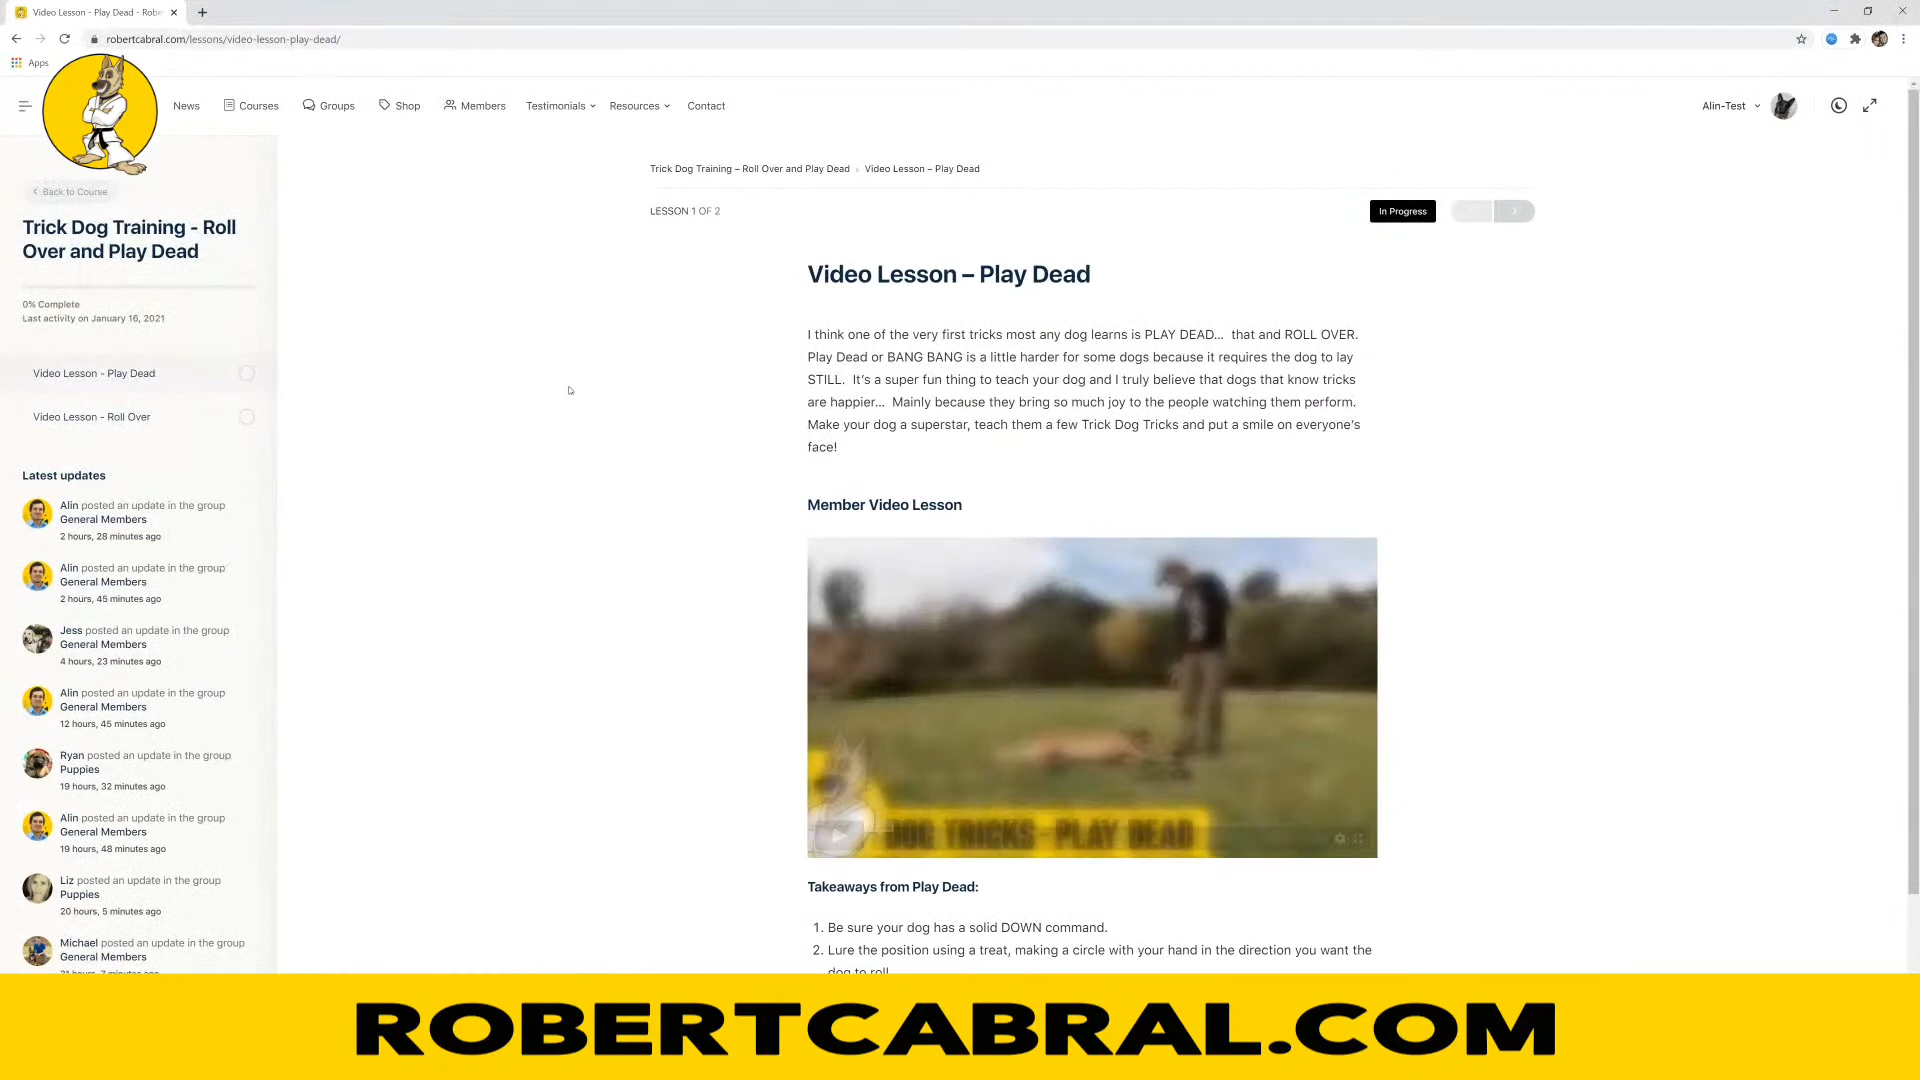 Video Lesson - Play Dead - Robe
robertcabral.com/lessons/video-lesson-play-dead/
Apps
News
Courses
Groups
Shop
Members
Testimonials
Resources
Contact
Alin-Test
Back to Course
Trick Dog Training - Roll
Over and Play Dead
0% Complete
Last activity on January 16, 2021
Video Lesson - Play Dead
Video Lesson - Roll Over
Latest updates
Alin posted an update in the group
General Members
2 hours, 28 minutes ago
Alin posted an update in the group
General Members
2 hours, 45 minutes ago
Jess posted an update in the group
General Members
4 hours, 23 minutes ago
Alin posted an update in the group
General Members
12 hours, 45 minutes ago
Ryan posted an update in the group
Puppies
19 hours, 32 minutes ago
Alin posted an update in the group
General Members
19 hours, 48 minutes ago
Liz posted an update in the group
Puppies
20 hours, 5 minutes ago
Michael posted an update in the group
General Members
21 hours, 7 minutes ago
Trick Dog Training – Roll Over and Play Dead › Video Lesson – Play Dead
LESSON 1 OF 2
In Progress
Video Lesson – Play Dead
I think one of the very first tricks most any dog learns is PLAY DEAD… that and ROLL OVER.
Play Dead or BANG BANG is a little harder for some dogs because it requires the dog to lay
STILL. It’s a super fun thing to teach your dog and I truly believe that dogs that know tricks
are happier… Mainly because they bring so much joy to the people watching them perform.
Make your dog a superstar, teach them a few Trick Dog Tricks and put a smile on everyone’s
face!
Member Video Lesson
DOG TRICKS - PLAY DEAD
Takeaways from Play Dead:
1. Be sure your dog has a solid DOWN command.
2. Lure the position using a treat, making a circle with your hand in the direction you want the
dog to roll
ROBERTCABRAL.COM